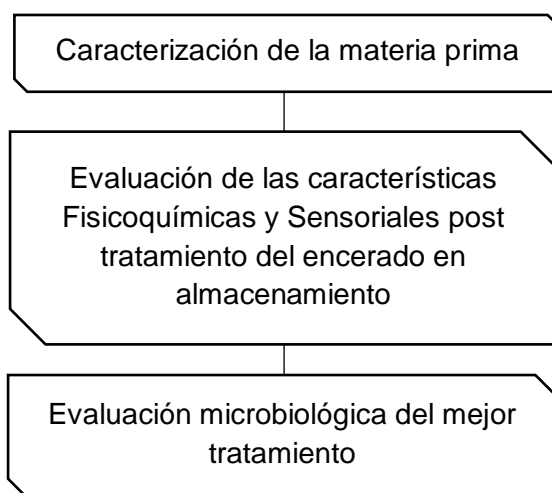 Caracterización de la materia prima
Evaluación de las características
Fisicoquímicas y Sensoriales post
tratamiento del encerado en
almacenamiento
Evaluación microbiológica del mejor
tratamiento